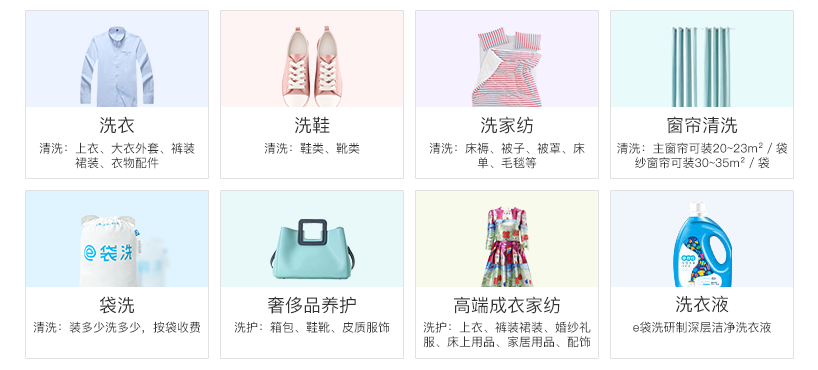 洗衣
清洗：上衣、大衣外套、裤装
裙装、衣物配件
洗鞋
清洗：鞋类、靴类
洗家纺
清洗：床褥、被子、被罩、床
单、毛毯等
窗帘清洗
清洗：主窗帘可装20~23m²／袋
纱窗帘可装30~35m²／袋
e袋洗
袋洗
清洗：装多少洗多少，按袋收费
奢侈品养护
洗护：箱包、鞋靴、皮质服饰
高端成衣家纺
洗护：上衣、裤装裙装、婚纱礼
服、床上用品、家居用品、配饰
洗衣液
e袋洗研制深层洁净洗衣液